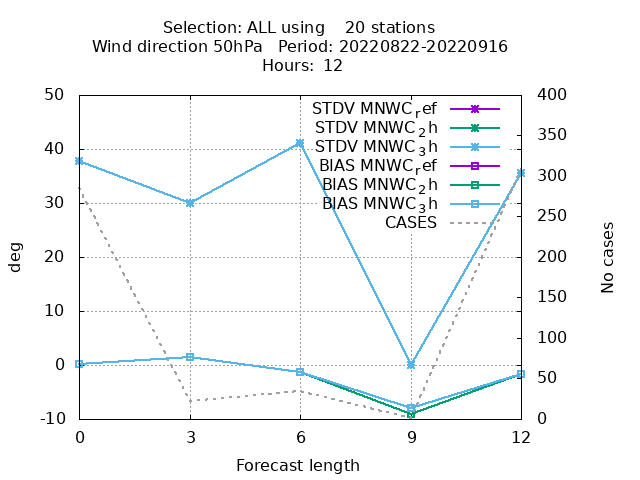 Selection: ALL using    20 stations
Wind direction 50hPa   Period: 20220822-20220916
Hours:  12
STDV MNWC_ref
STDV MNWC_2h
STDV MNWC_3h
BIAS MNWC_ref
BIAS MNWC_2h
BIAS MNWC_3h
CASES
50
40
30
20
10
0
-10
400
350
300
250
200
150
100
50
0
deg
No cases
0 3 6 9 12
Forecast length